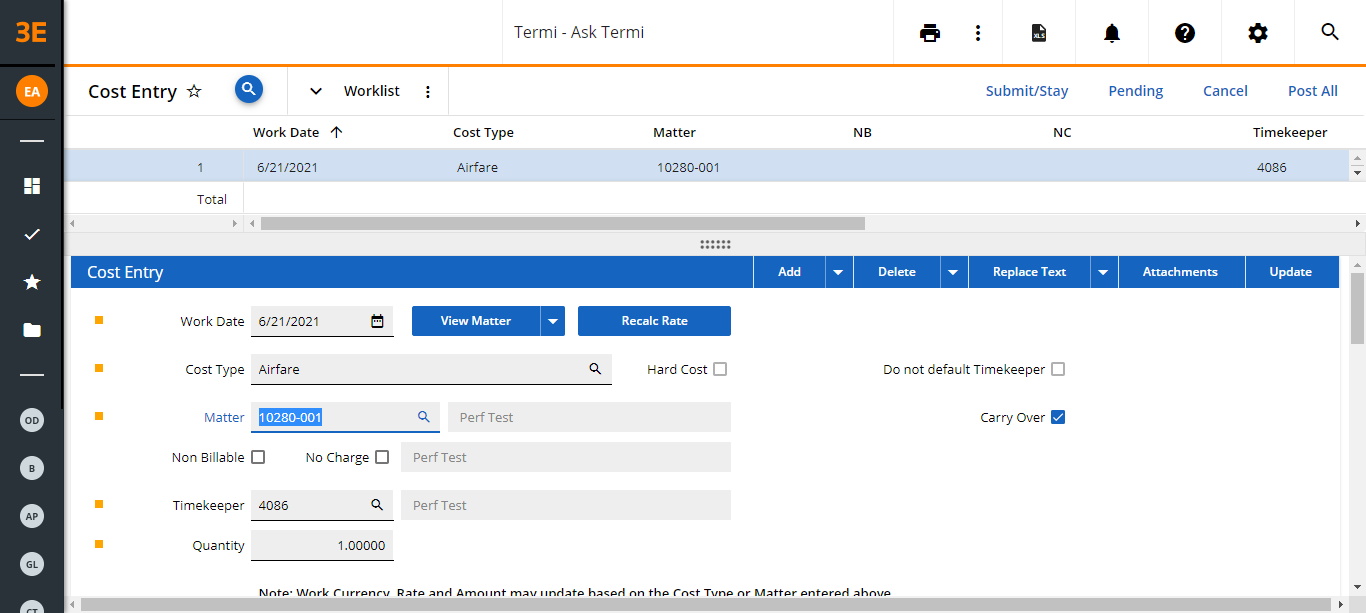 3E
Termi - Ask Termi
XLS
EA
Cost Entry
Worklist
Submit/Stay
Pending
Cancel
Post All
Work Date
Cost Type
Matter
NB
NC
Timekeeper
1
6/21/2021
Airfare
10280-001
4086
Total
Cost Entry
Add
Delete
Replace Text
Attachments
Update
Work Date
6/21/2021
View Matter
Recalc Rate
Cost Type
Airfare
Hard Cost
Do not default Timekeeper
Matter
10280-001
Perf Test
Carry Over
Non Billable
No Charge
Perf Test
Timekeeper
4086
Perf Test
Quantity
1.00000
Note: Work Currency, Rate and Amount may update based on the Cost Type or Matter entered above
OD
B
AP
GL
CT